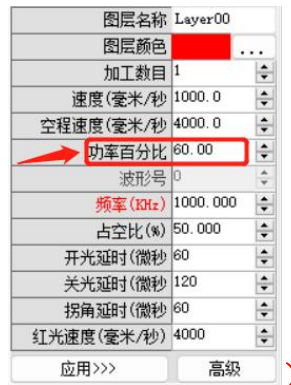 图层名称 Layer00
图层颜色 ...
加工数目 1
速度(毫米/秒 1000.0
空程速度(毫米/秒 4000.0
功率百分比 60.00
波形号 0
频率(KHz) 1000.000
占空比(%) 50.000
开光延时(微秒 60
关光延时(微秒 120
拐角延时(微秒 60
红光速度(毫米/秒) 4000
应用>>> 高级